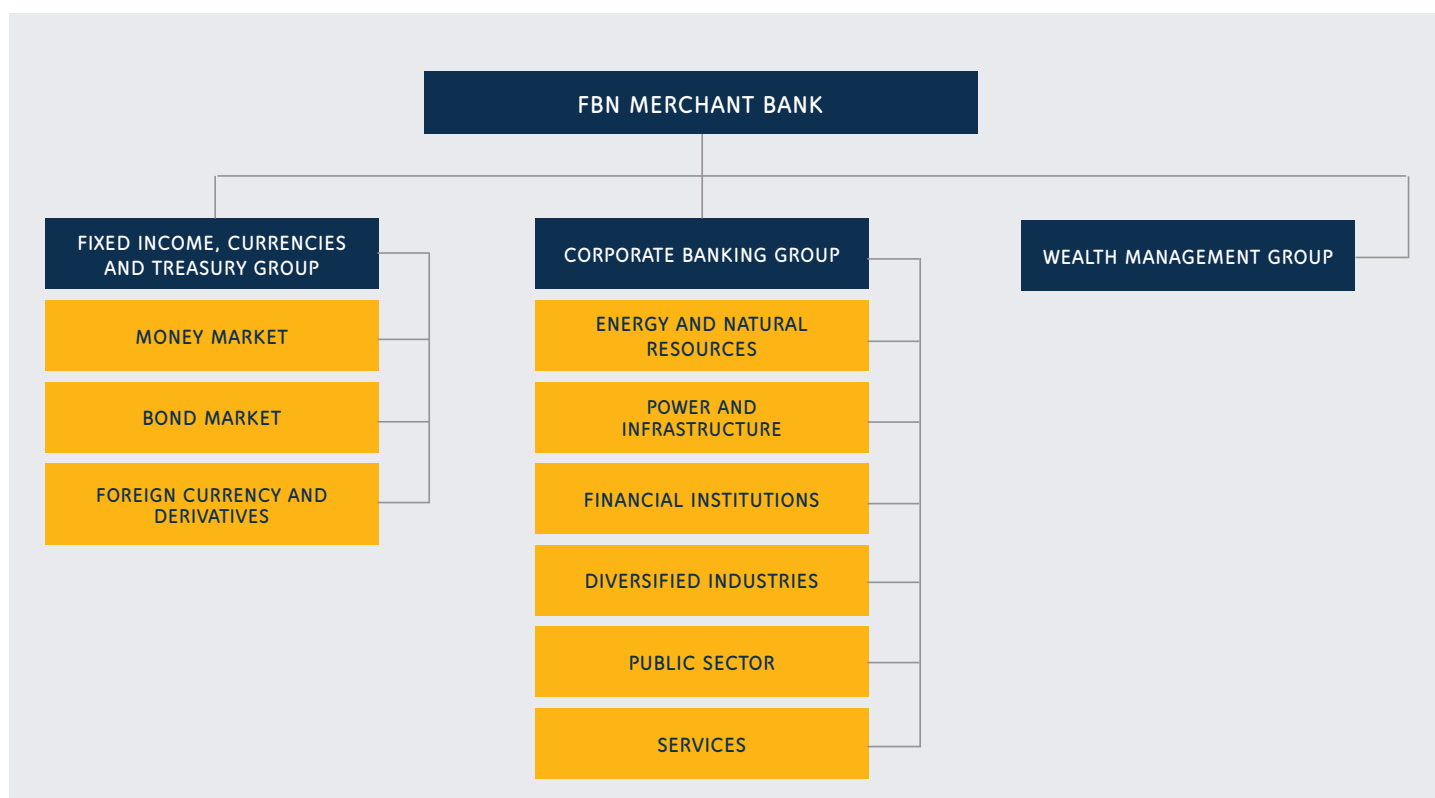 FBN MERCHANT BANK
FIXED INCOME, CURRENCIES
AND TREASURY GROUP
MONEY MARKET
BOND MARKET
FOREIGN CURRENCY AND
DERIVATIVES
CORPORATE BANKING GROUP
ENERGY AND NATURAL
RESOURCES
POWER AND
INFRASTRUCTURE
FINANCIAL INSTITUTIONS
DIVERSIFIED INDUSTRIES
PUBLIC SECTOR
SERVICES
WEALTH MANAGEMENT GROUP